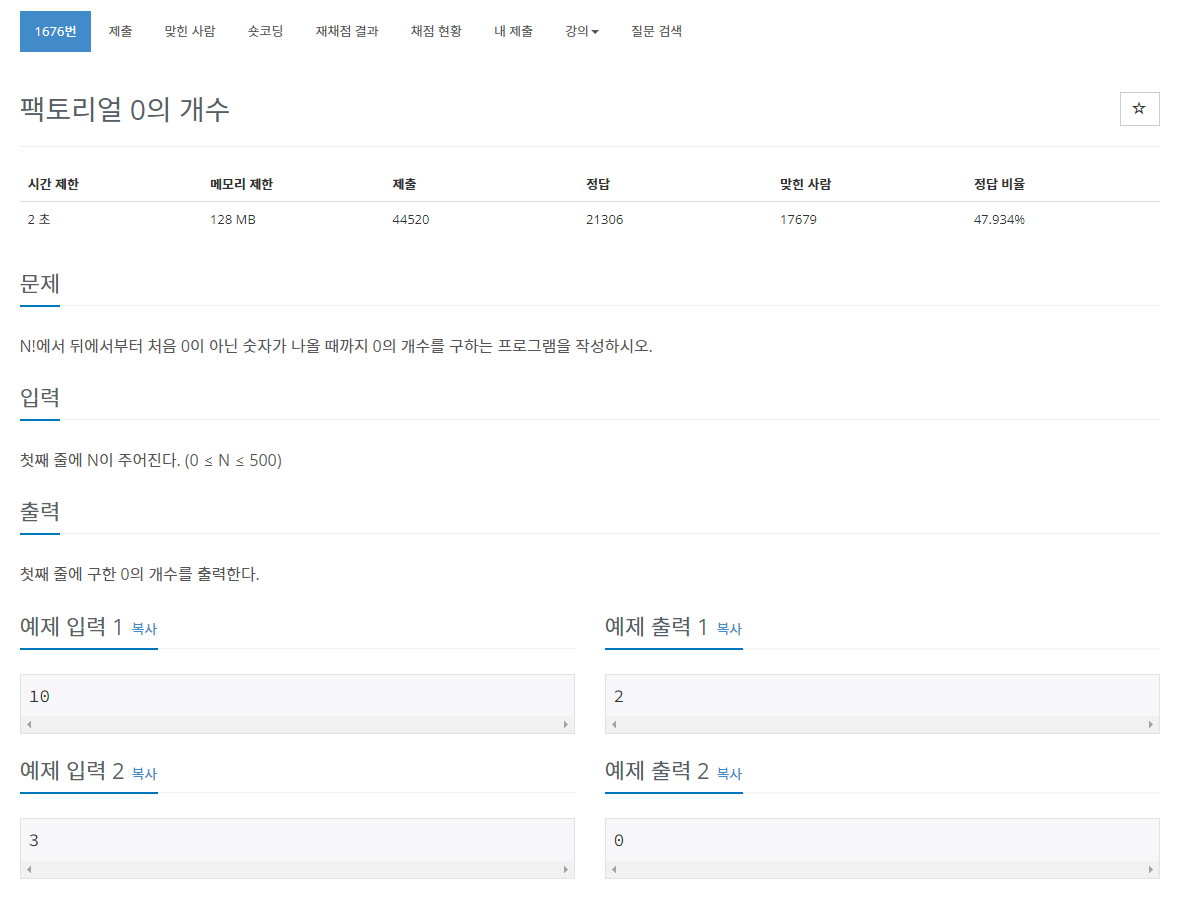 1676번 제출 맞힌 사람 숏코딩 재채점 결과 채점 현황 내 제출 강의 질문 검색
팩토리얼 0의 개수
시간 제한 메모리 제한 제출 정답 맞힌 사람 정답 비율
2 초 128 MB 44520 21306 17679 47.934%
문제
N!에서 뒤에서부터 처음 0이 아닌 숫자가 나올 때까지 0의 개수를 구하는 프로그램을 작성하시오.
입력
첫째 줄에 N이 주어진다. (0 ≤ N ≤ 500)
출력
첫째 줄에 구한 0의 개수를 출력한다.
예제 입력 1 복사 예제 출력 1 복사
10 2
예제 입력 2 복사 예제 출력 2 복사
3 0